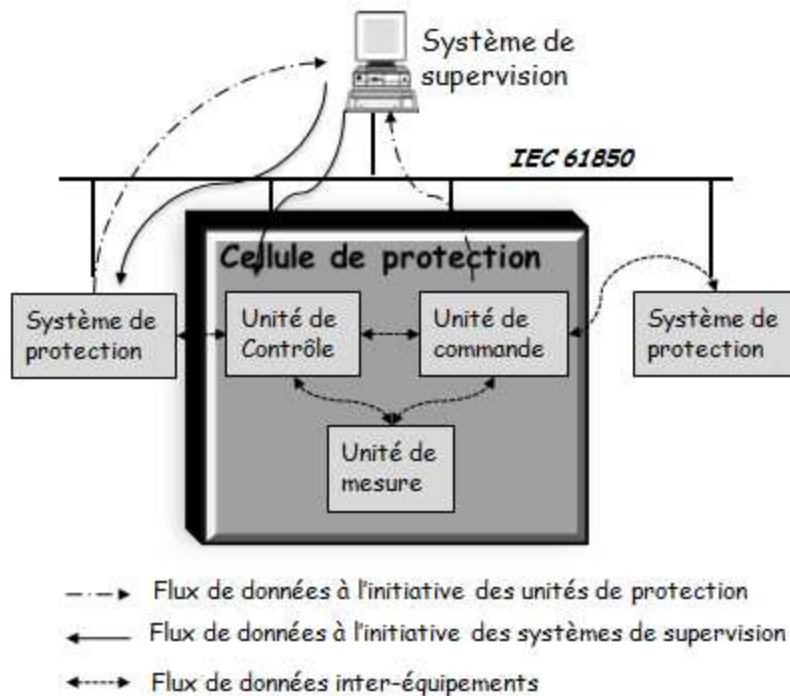 Système de
supervision
IEC 61850
Cellule de protection
Système de
protection
Unité de
Contrôle
Unité de
commande
Système de
protection
Unité de
mesure
Flux de données à l'initiative des unités de protection
Flux de données à l'initiative des systèmes de supervision
Flux de données inter-équipements